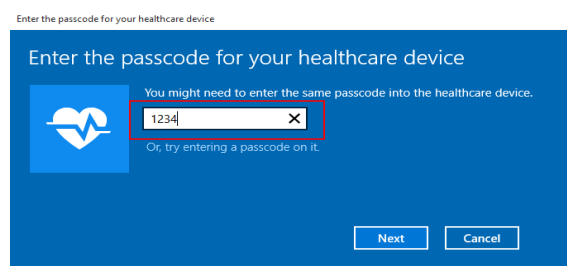 Enter the passcode for your healthcare device
Enter the passcode for your healthcare device
You might need to enter the same passcode into the healthcare device.
1234
Or, try entering a passcode on it.
Next Cancel